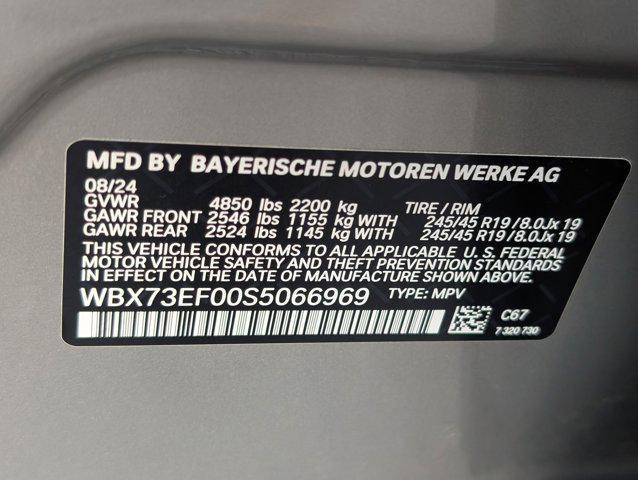 MFD BY BAYERISCHE MOTOREN WERKE AG
08/24
GVWR 4850 lbs 2200 kg TIRE / RIM
GAWR FRONT 2546 lbs 1155 kg WITH 245/45 R19 / 8.0Jx 19
GAWR REAR 2524 lbs 1145 kg WITH 245/45 R19 / 8.0Jx 19
THIS VEHICLE CONFORMS TO ALL APPLICABLE U. S. FEDERAL
MOTOR VEHICLE SAFETY AND THEFT PREVENTION STANDARDS
IN EFFECT ON THE DATE OF MANUFACTURE SHOWN ABOVE.
WBX73EF00S5066969 TYPE: MPV
C67
7 320 730